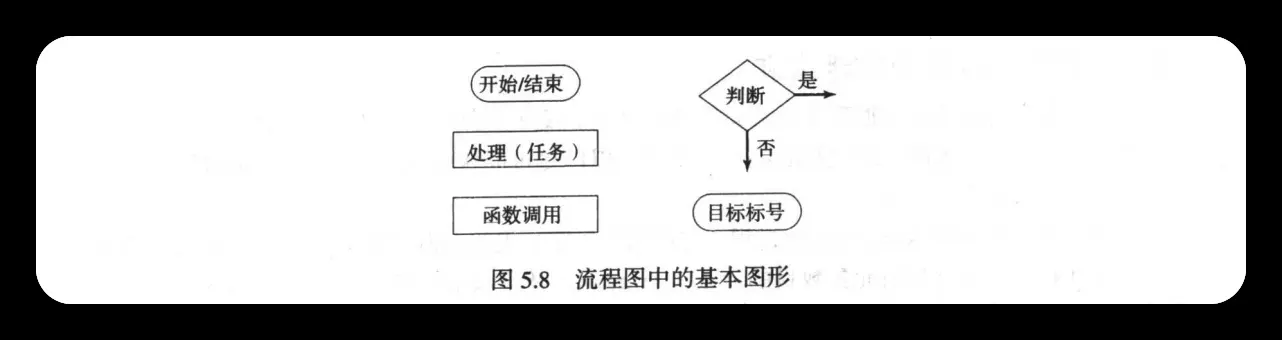 开始/结束
处理(任务)
函数调用
判断
是
否
目标标号
图 5.8 流程图中的基本图形